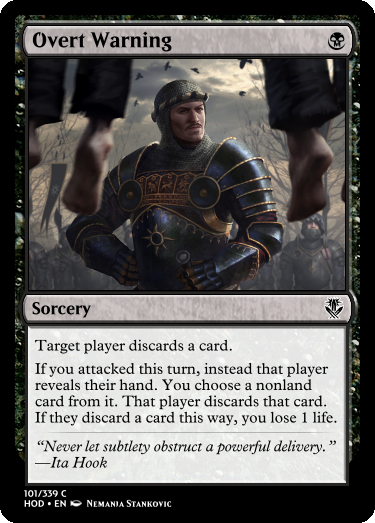 Overt Warning
Sorcery
Target player discards a card.
If you attacked this turn, instead that player
reveals their hand. You choose a nonland
card from it. That player discards that card.
If they discard a card this way, you lose 1 life.
“Never let subtlety obstruct a powerful delivery.”
—Ita Hook
101/339 C
HOD • EN Nemanja Stankovic